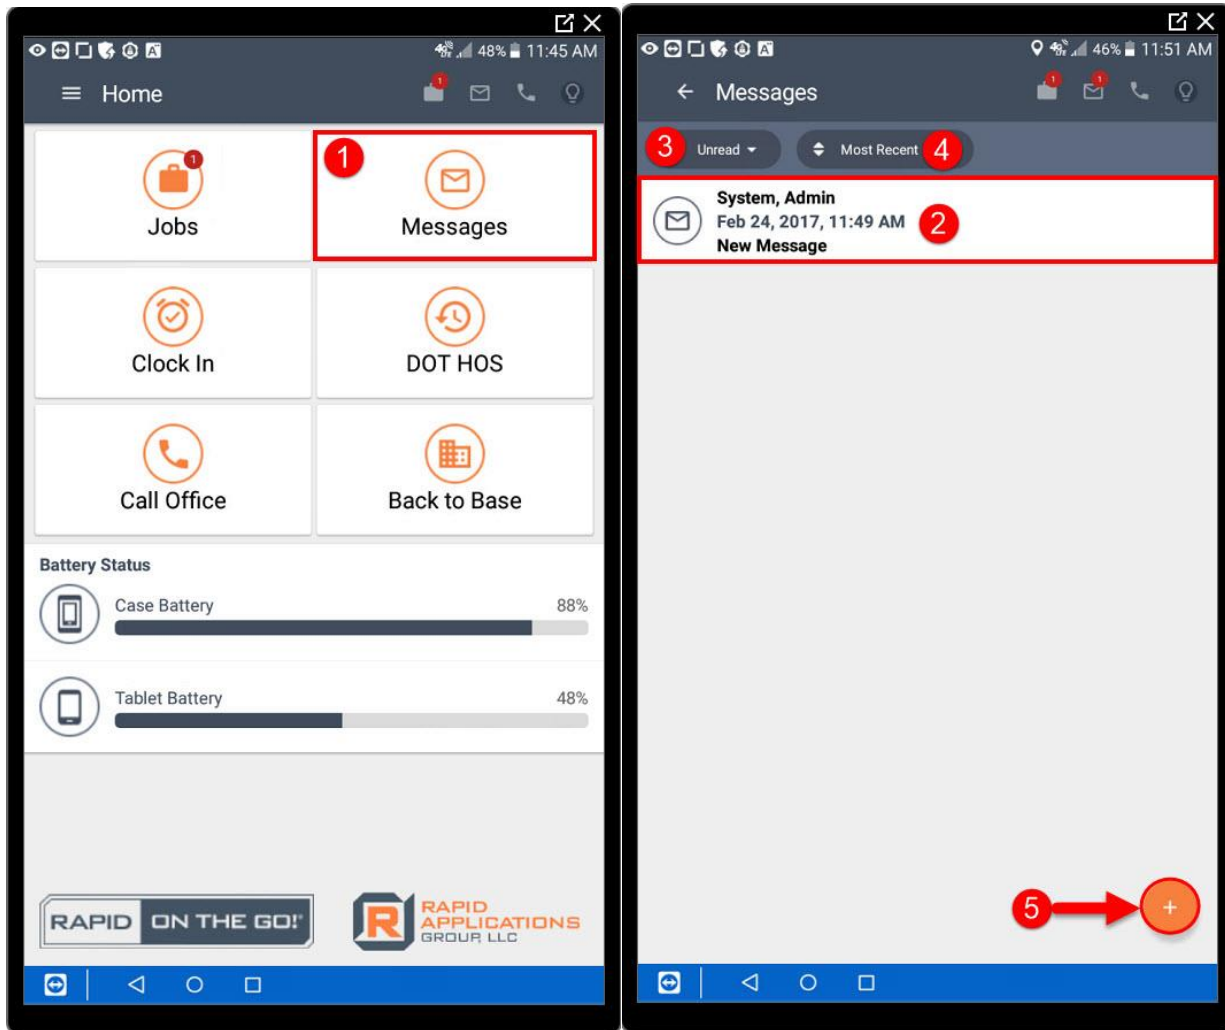 48% 11:45 AM
Home
1
1
Jobs
1
Messages
Clock In
DOT HOS
Call Office
Back to Base
Battery Status
Case Battery
88%
Tablet Battery
48%
RAPID ON THE GO!
R
RAPID
APPLICATIONS
GROUP, LLC
46% 11:51 AM
Messages
1
1
3
Unread
Most Recent
4
System, Admin
Feb 24, 2017, 11:49 AM
2
New Message
5
+